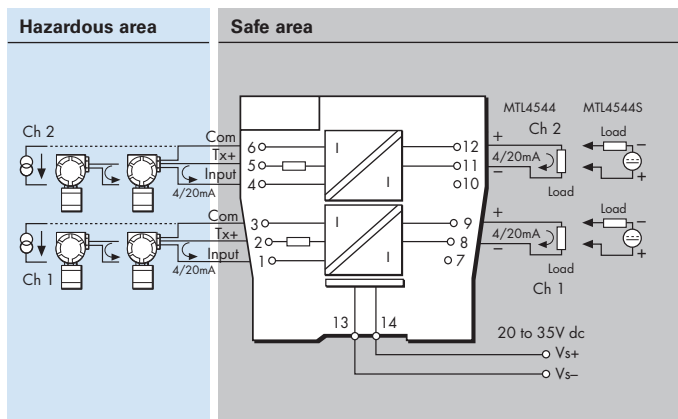 Hazardous area
Safe area
MTL4544
MTL4544S
Ch 2
Com
6
12
+
Ch 2
Load
−
Tx+
5
11
4/20mA
Input
4
10
−
Load
+
4/20mA
I
I
Com
3
9
+
Load
−
Tx+
2
8
4/20mA
Input
1
7
−
Load
+
Ch 1
4/20mA
I
I
Ch 1
13
14
20 to 35V dc
Vs+
Vs–